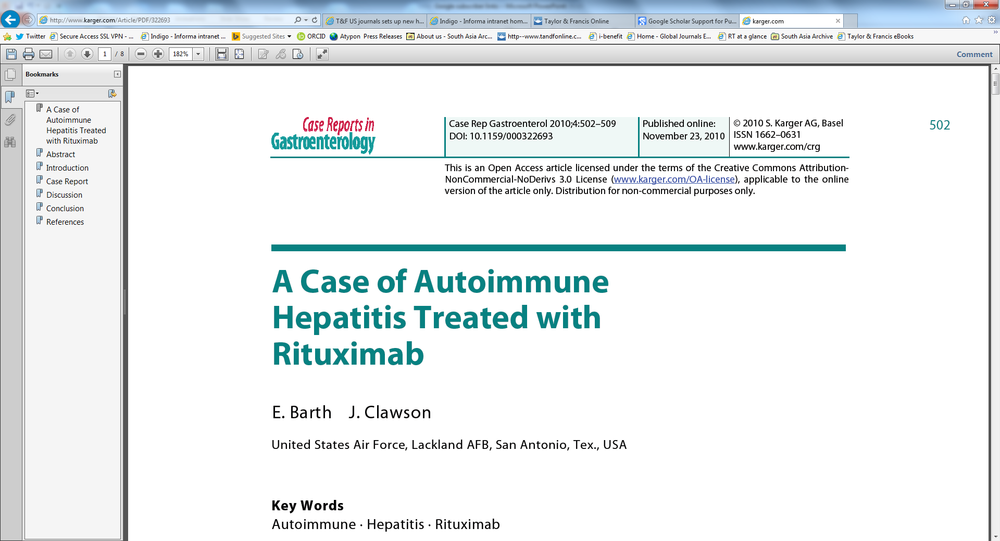 http://www.karger.com/Article/PDF/322693
T&F US journals sets up new h...
Indigo - Informa intranet hom...
Taylor & Francis Online
Google Scholar Support for Pu...
karger.com
Twitter
Secure Access SSL VPN - ...
Indigo - Informa intranet ...
Suggested Sites
ORCID
Atypon
Press Releases
About us - South Asia Arc...
http--www.tandfonline.c...
i-benefit
Home - Global Journals E...
RT at a glance
South Asia Archive
Taylor & Francis eBooks
1 / 8
182%
Comment
Bookmarks
A Case of
Autoimmune
Hepatitis Treated
with Rituximab
Abstract
Introduction
Case Report
Discussion
Conclusion
References
Case Reports in
Gastroenterology
Case Rep Gastroenterol 2010;4:502–509
DOI: 10.1159/000322693
Published online:
November 23, 2010
© 2010 S. Karger AG, Basel
ISSN 1662–0631
www.karger.com/crg
502
This is an Open Access article licensed under the terms of the Creative Commons Attribution-
NonCommercial-NoDerivs 3.0 License (www.karger.com/OA-license), applicable to the online
version of the article only. Distribution for non-commercial purposes only.
A Case of Autoimmune
Hepatitis Treated with
Rituximab
E. Barth J. Clawson
United States Air Force, Lackland AFB, San Antonio, Tex., USA
Key Words
Autoimmune · Hepatitis · Rituximab